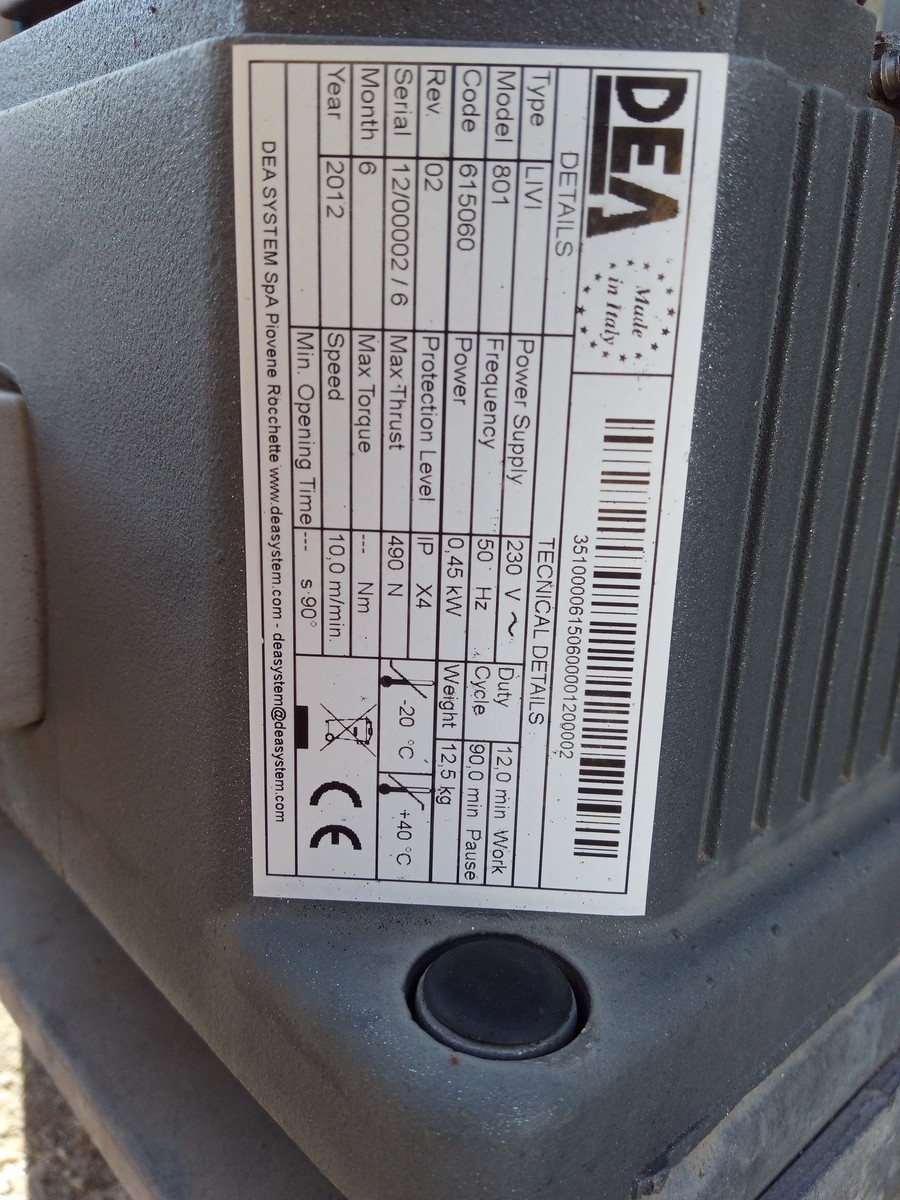 DEA
Made
in Italy
35100006150600001200002
DETAILS
TECNICAL DETAILS
Type LIVI
Model 801
Code 615060
Rev. 02
Serial 12/00002 / 6
Month 6
Year 2012
Power Supply 230 V ~
Frequency 50 Hz
Power 0,45 kW
Protection Level IP X4
Max Thrust 490 N
Max Torque --- Nm
Speed 10,0 m/min.
Min. Opening Time --- s 90°
Duty Cycle 12,0 min Work
90,0 min Pause
Weight 12,5 kg
-20 °C +40 °C
CE
DEA SYSTEM SpA Piovene Rocchette www.deasystem.com - deasystem@deasystem.com